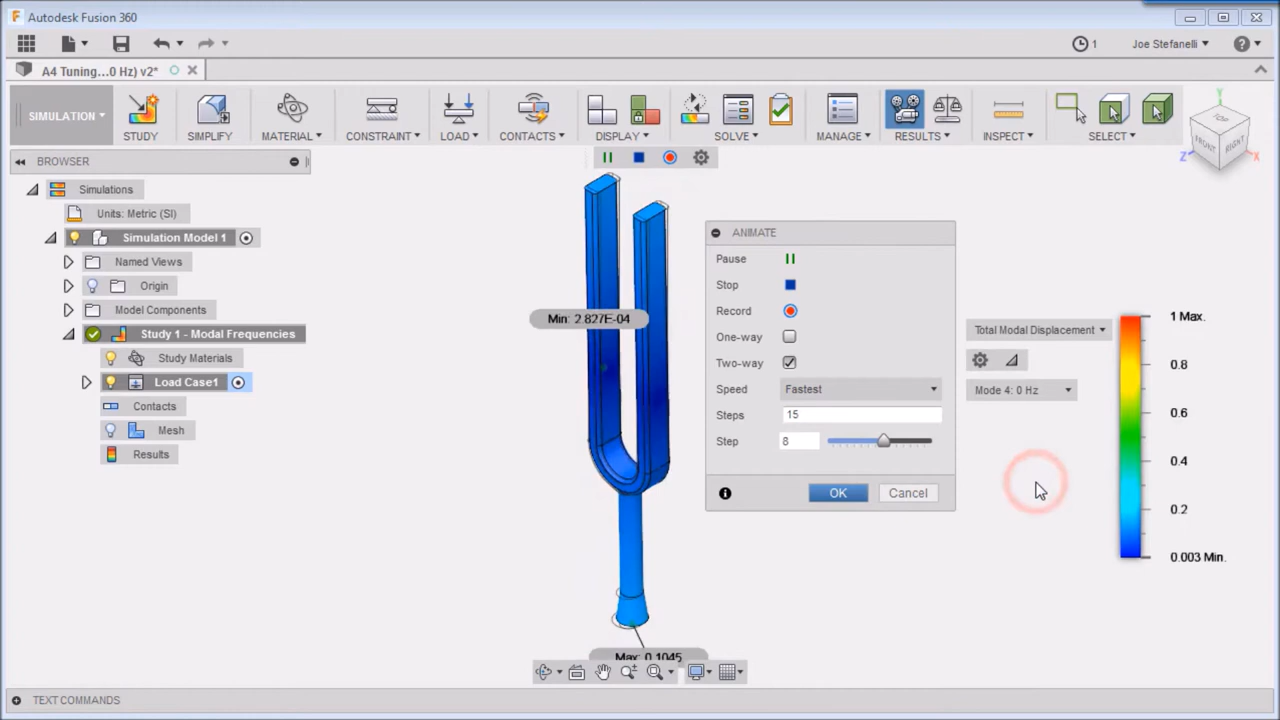 Autodesk Fusion 360
1
Joe Stefanelli
A4 Tuning...0 Hz) v2*
SIMULATION
STUDY
SIMPLIFY
MATERIAL
CONSTRAINT
LOAD
CONTACTS
DISPLAY
SOLVE
MANAGE
RESULTS
INSPECT
SELECT
TOP
FRONT
RIGHT
Y
Z
X
BROWSER
Simulations
Units: Metric (SI)
Simulation Model 1
Named Views
Origin
Model Components
Study 1 - Modal Frequencies
Study Materials
Load Case1
Contacts
Mesh
Results
Min: 2.827E-04
Max: 0.1045
ANIMATE
Pause
Stop
Record
One-way
Two-way
Speed Fastest
Steps 15
Step 8
OK Cancel
Total Modal Displacement
Mode 4: 0 Hz
1 Max.
0.8
0.6
0.4
0.2
0.003 Min.
TEXT COMMANDS